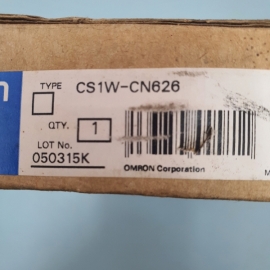 TYPE CS1W-CN626
QTY. 1
LOT No.
050315K
OMRON Corporation